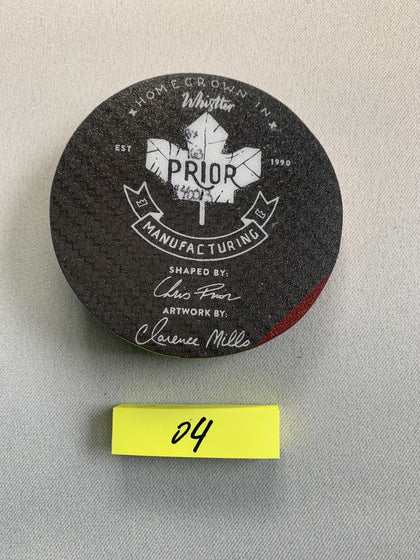 HOMEGROWN IN
Whistler
EST 1990
PRIOR
MANUFACTURING
SHAPED BY:
Chris Prior
ARTWORK BY:
Clarence Mills
04